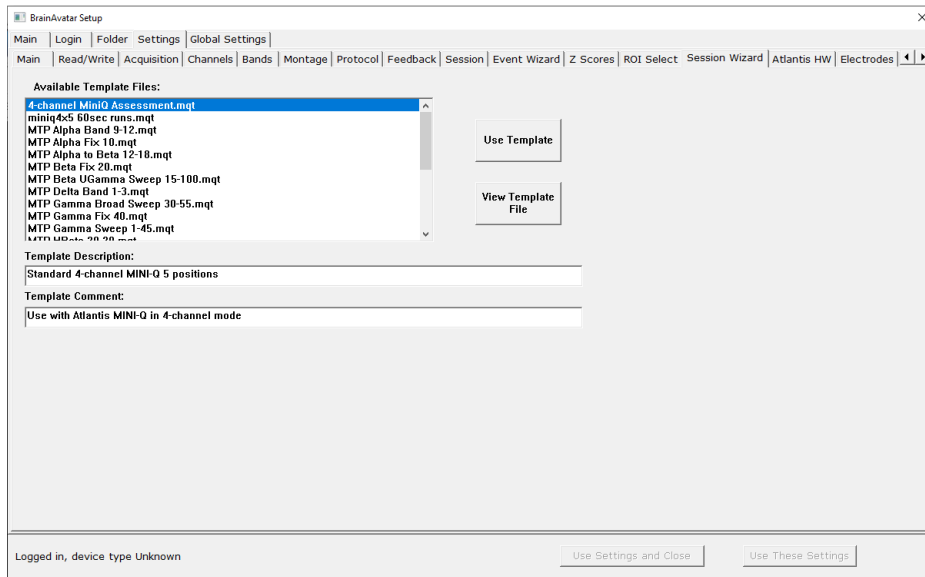 BrainAvatar Setup
Main Login Folder Settings Global Settings
Main Read/Write Acquisition Channels Bands Montage Protocol Feedback Session Event Wizard Z Scores ROI Select Session Wizard Atlantis HW Electrodes
Available Template Files:
4-channel MiniQ Assessment.mqt
miniq4x5 60sec runs.mqt
MTP Alpha Band 9-12.mqt
MTP Alpha Fix 10.mqt
MTP Alpha to Beta 12-18.mqt
MTP Beta Fix 20.mqt
MTP Beta UGamma Sweep 15-100.mqt
MTP Delta Band 1-3.mqt
MTP Gamma Broad Sweep 30-55.mqt
MTP Gamma Fix 40.mqt
MTP Gamma Sweep 1-45.mqt
Use Template
View Template
File
Template Description:
Standard 4-channel MINI-Q 5 positions
Template Comment:
Use with Atlantis MINI-Q in 4-channel mode
Logged in, device type Unknown
Use Settings and Close
Use These Settings